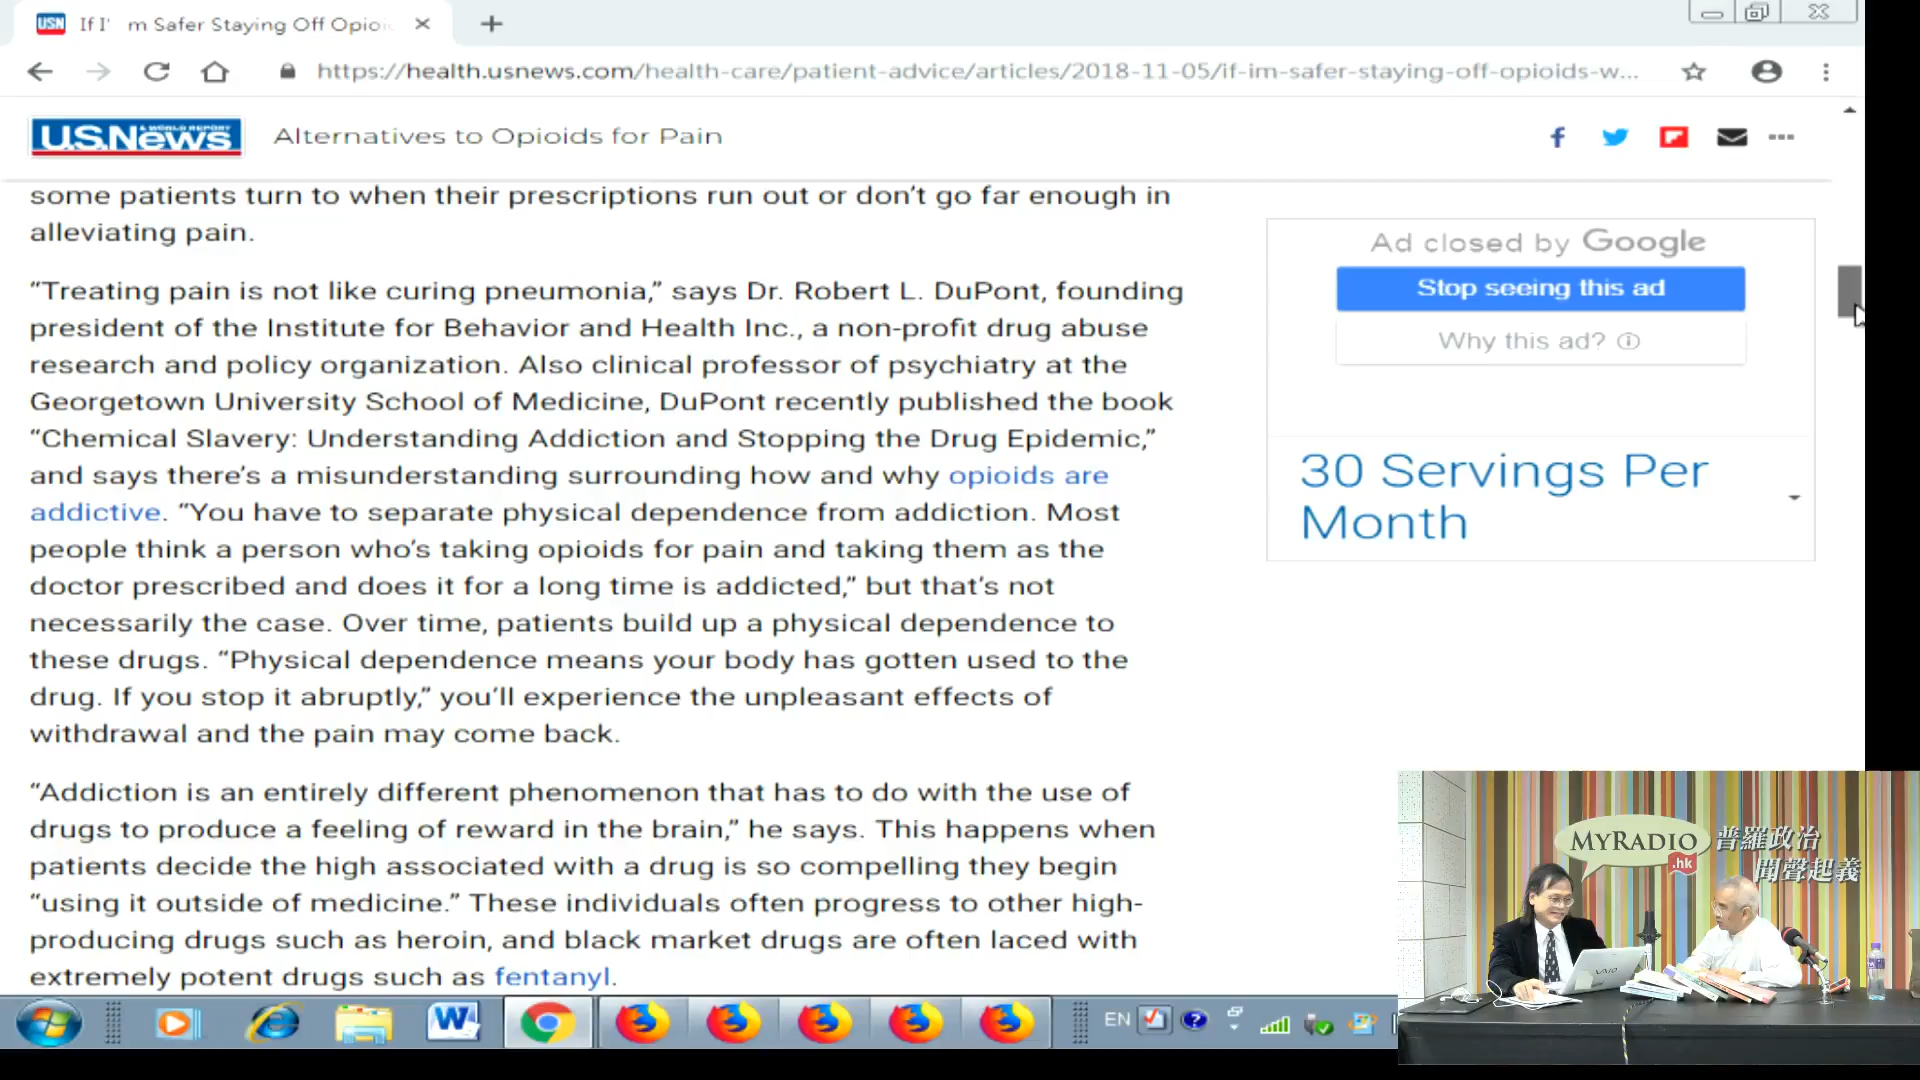 USN If I' m Safer Staying Off Opio
https://health.usnews.com/health-care/patient-advice/articles/2018-11-05/if-im-safer-staying-off-opioids-w...
U.S.News
& WORLD REPORT
Alternatives to Opioids for Pain
some patients turn to when their prescriptions run out or don’t go far enough in
alleviating pain.
“Treating pain is not like curing pneumonia,” says Dr. Robert L. DuPont, founding
president of the Institute for Behavior and Health Inc., a non-profit drug abuse
research and policy organization. Also clinical professor of psychiatry at the
Georgetown University School of Medicine, DuPont recently published the book
“Chemical Slavery: Understanding Addiction and Stopping the Drug Epidemic,”
and says there’s a misunderstanding surrounding how and why opioids are
addictive. “You have to separate physical dependence from addiction. Most
people think a person who’s taking opioids for pain and taking them as the
doctor prescribed and does it for a long time is addicted,” but that’s not
necessarily the case. Over time, patients build up a physical dependence to
these drugs. “Physical dependence means your body has gotten used to the
drug. If you stop it abruptly,” you’ll experience the unpleasant effects of
withdrawal and the pain may come back.
“Addiction is an entirely different phenomenon that has to do with the use of
drugs to produce a feeling of reward in the brain,” he says. This happens when
patients decide the high associated with a drug is so compelling they begin
“using it outside of medicine.” These individuals often progress to other high-
producing drugs such as heroin, and black market drugs are often laced with
extremely potent drugs such as fentanyl.
Ad closed by Google
Stop seeing this ad
Why this ad?
30 Servings Per
Month
MYRADIO
.hk
普羅政治
聞聲起義
VAIO
EN